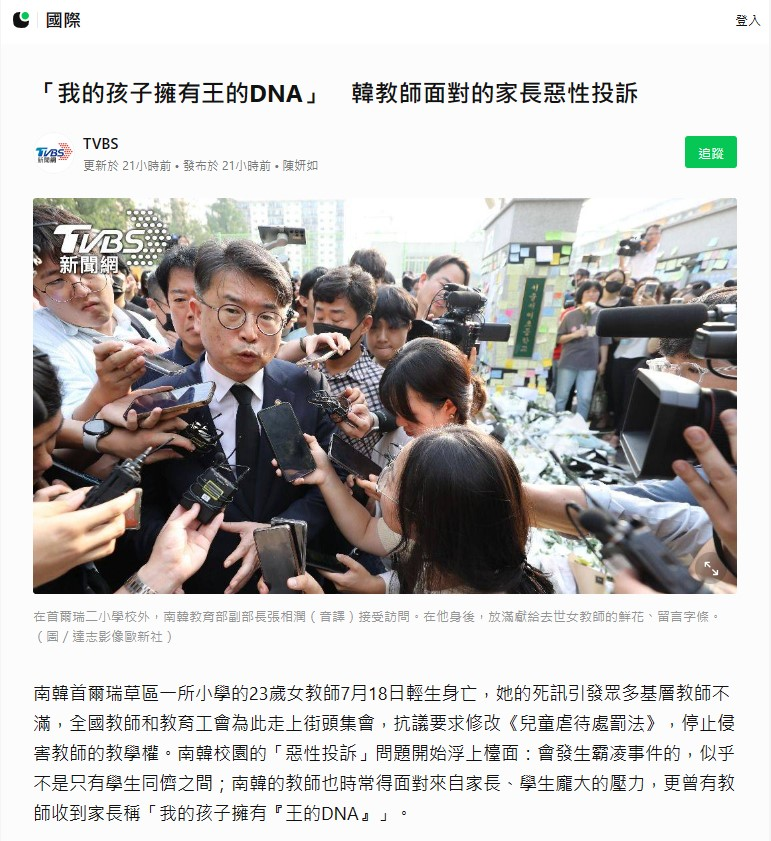 國際
登入
「我的孩子擁有王的DNA」 韓教師面對的家長惡性投訴
TVBS
更新於 21小時前 • 發布於 21小時前 • 陳妍如
追蹤
TVBS
新聞網
TVBS
新聞網
在首爾瑞二小學校外，南韓教育部副部長張相潤（音譯）接受訪問。在他身後，放滿獻給去世女教師的鮮花、留言字條。
（圖／達志影像歐新社）
南韓首爾瑞草區一所小學的23歲女教師7月18日輕生身亡，她的死訊引發眾多基層教師不
滿，全國教師和教育工會為此走上街頭集會，抗議要求修改《兒童虐待處罰法》，停止侵
害教師的教學權。南韓校園的「惡性投訴」問題開始浮上檯面：會發生霸凌事件的，似乎
不是只有學生同儕之間；南韓的教師也時常得面對來自家長、學生龐大的壓力，更曾有教
師收到家長稱「我的孩子擁有『王的DNA』」。